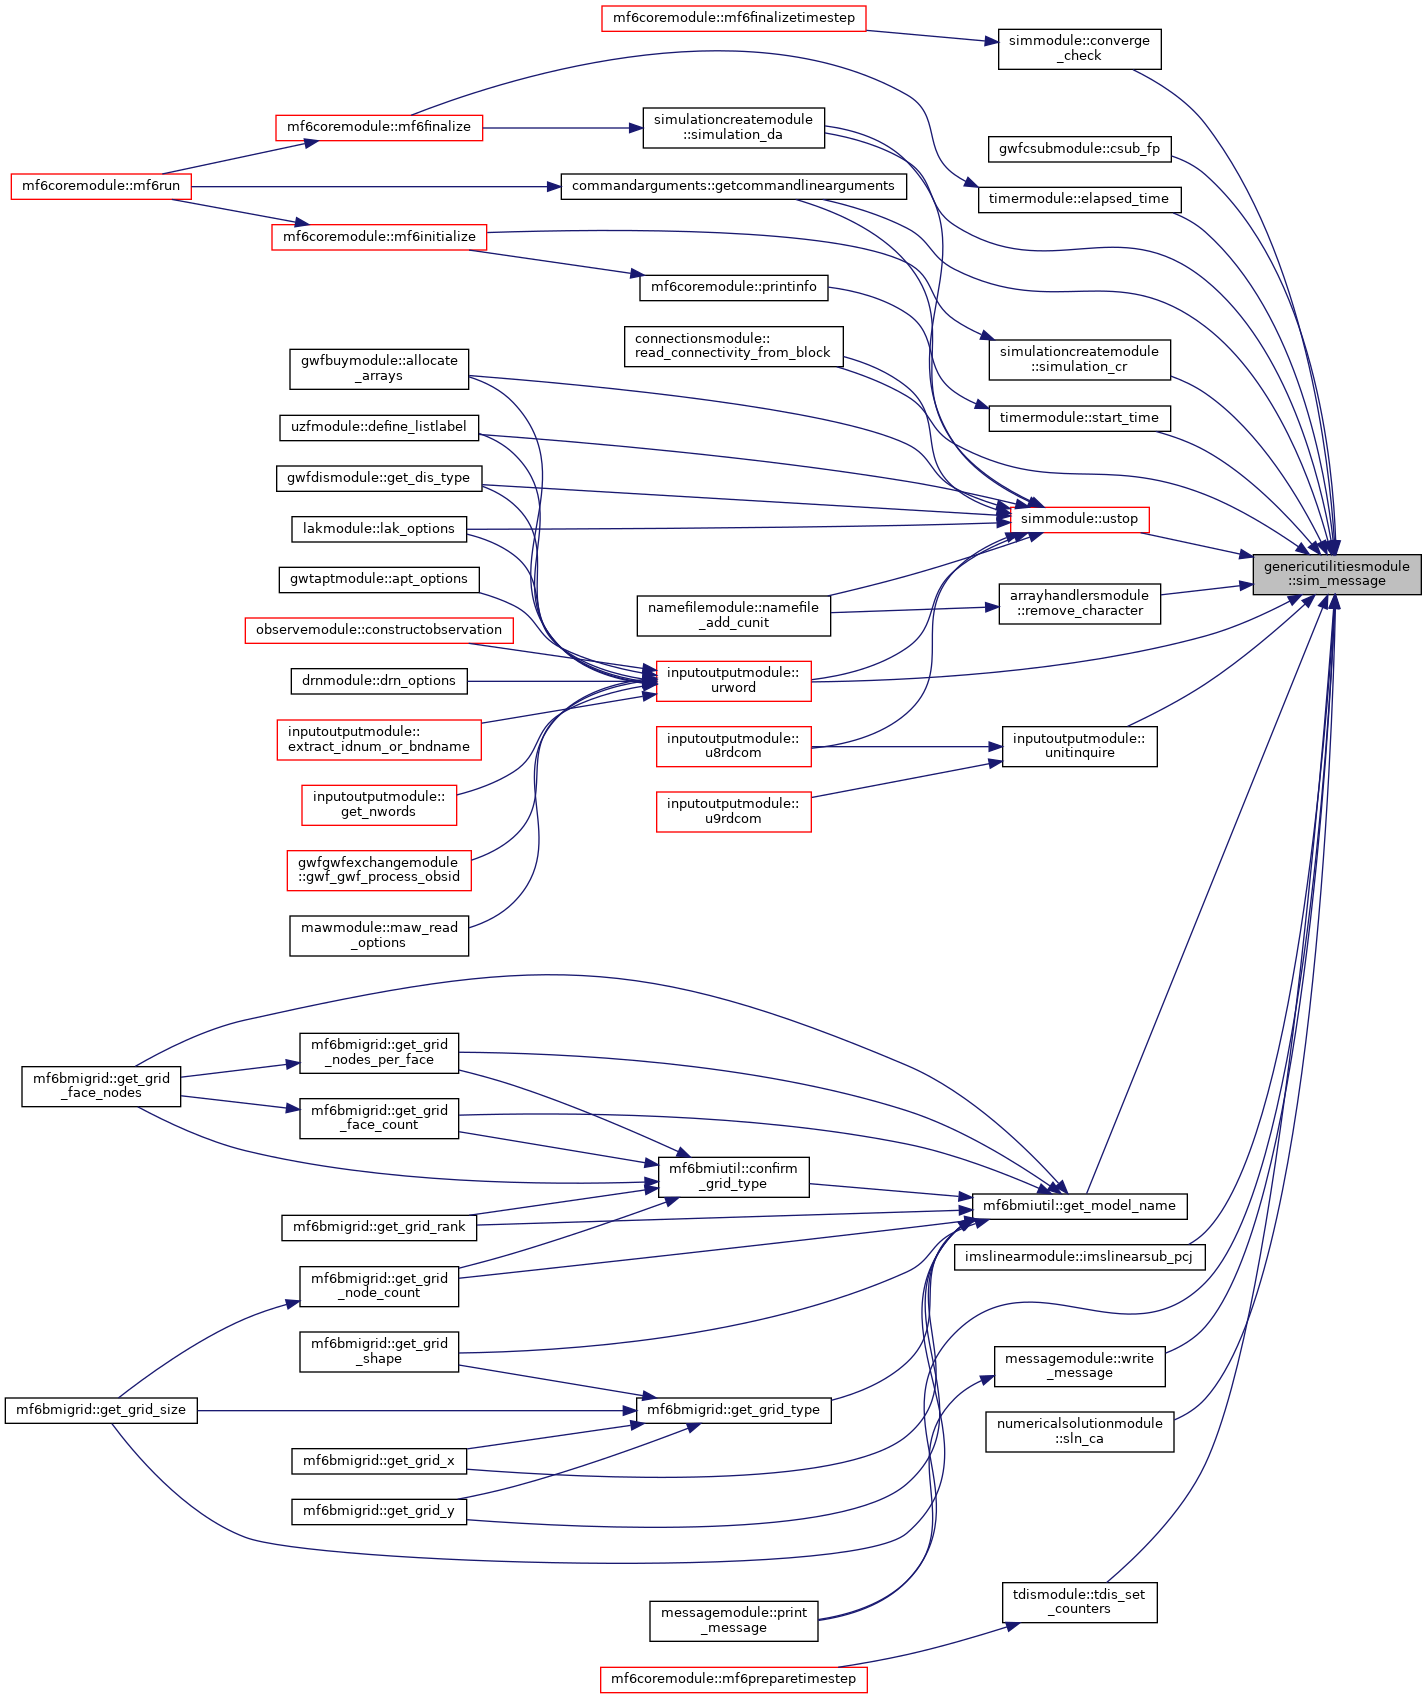 mf6coremodule::mf6finalizetimestep
simmodule::converge
_check
mf6coremodule::mf6finalize
simulationcreatemodule
::simulation_da
gwfcsubmodule::csub_fp
mf6coremodule::mf6run
commandarguments::getcommandlinearguments
timermodule::elapsed_time
mf6coremodule::mf6initialize
mf6coremodule::printinfo
connectionsmodule::
read_connectivity_from_block
simulationcreatemodule
::simulation_cr
gwfbuymodule::allocate
_arrays
timermodule::start_time
uzfmodule::define_listlabel
gwfdismodule::get_dis_type
lakmodule::lak_options
simmodule::ustop
genericutilitiesmodule
::sim_message
gwtaptmodule::apt_options
namefilemodule::namefile
_add_cunit
arrayhandlersmodule
::remove_character
observemodule::constructobservation
drnmodule::drn_options
inputoutputmodule::
urword
inputoutputmodule::
extract_idnum_or_bndname
inputoutputmodule::
u8rdcom
inputoutputmodule::
unitinquire
inputoutputmodule::
get_nwords
inputoutputmodule::
u9rdcom
gwfgwfexchangemodule
::gwf_gwf_process_obsid
mawmodule::maw_read
_options
mf6bmigrid::get_grid
_nodes_per_face
mf6bmigrid::get_grid
_face_nodes
mf6bmigrid::get_grid
_face_count
mf6bmiutil::confirm
_grid_type
mf6bmiutil::get_model_name
mf6bmigrid::get_grid_rank
imslinearmodule::imslinearsub_pcj
mf6bmigrid::get_grid
_node_count
mf6bmigrid::get_grid
_shape
messagemodule::write
_message
mf6bmigrid::get_grid_size
mf6bmigrid::get_grid_type
numericalsolutionmodule
::sln_ca
mf6bmigrid::get_grid_x
mf6bmigrid::get_grid_y
messagemodule::print
_message
tdismodule::tdis_set
_counters
mf6coremodule::mf6preparetimestep